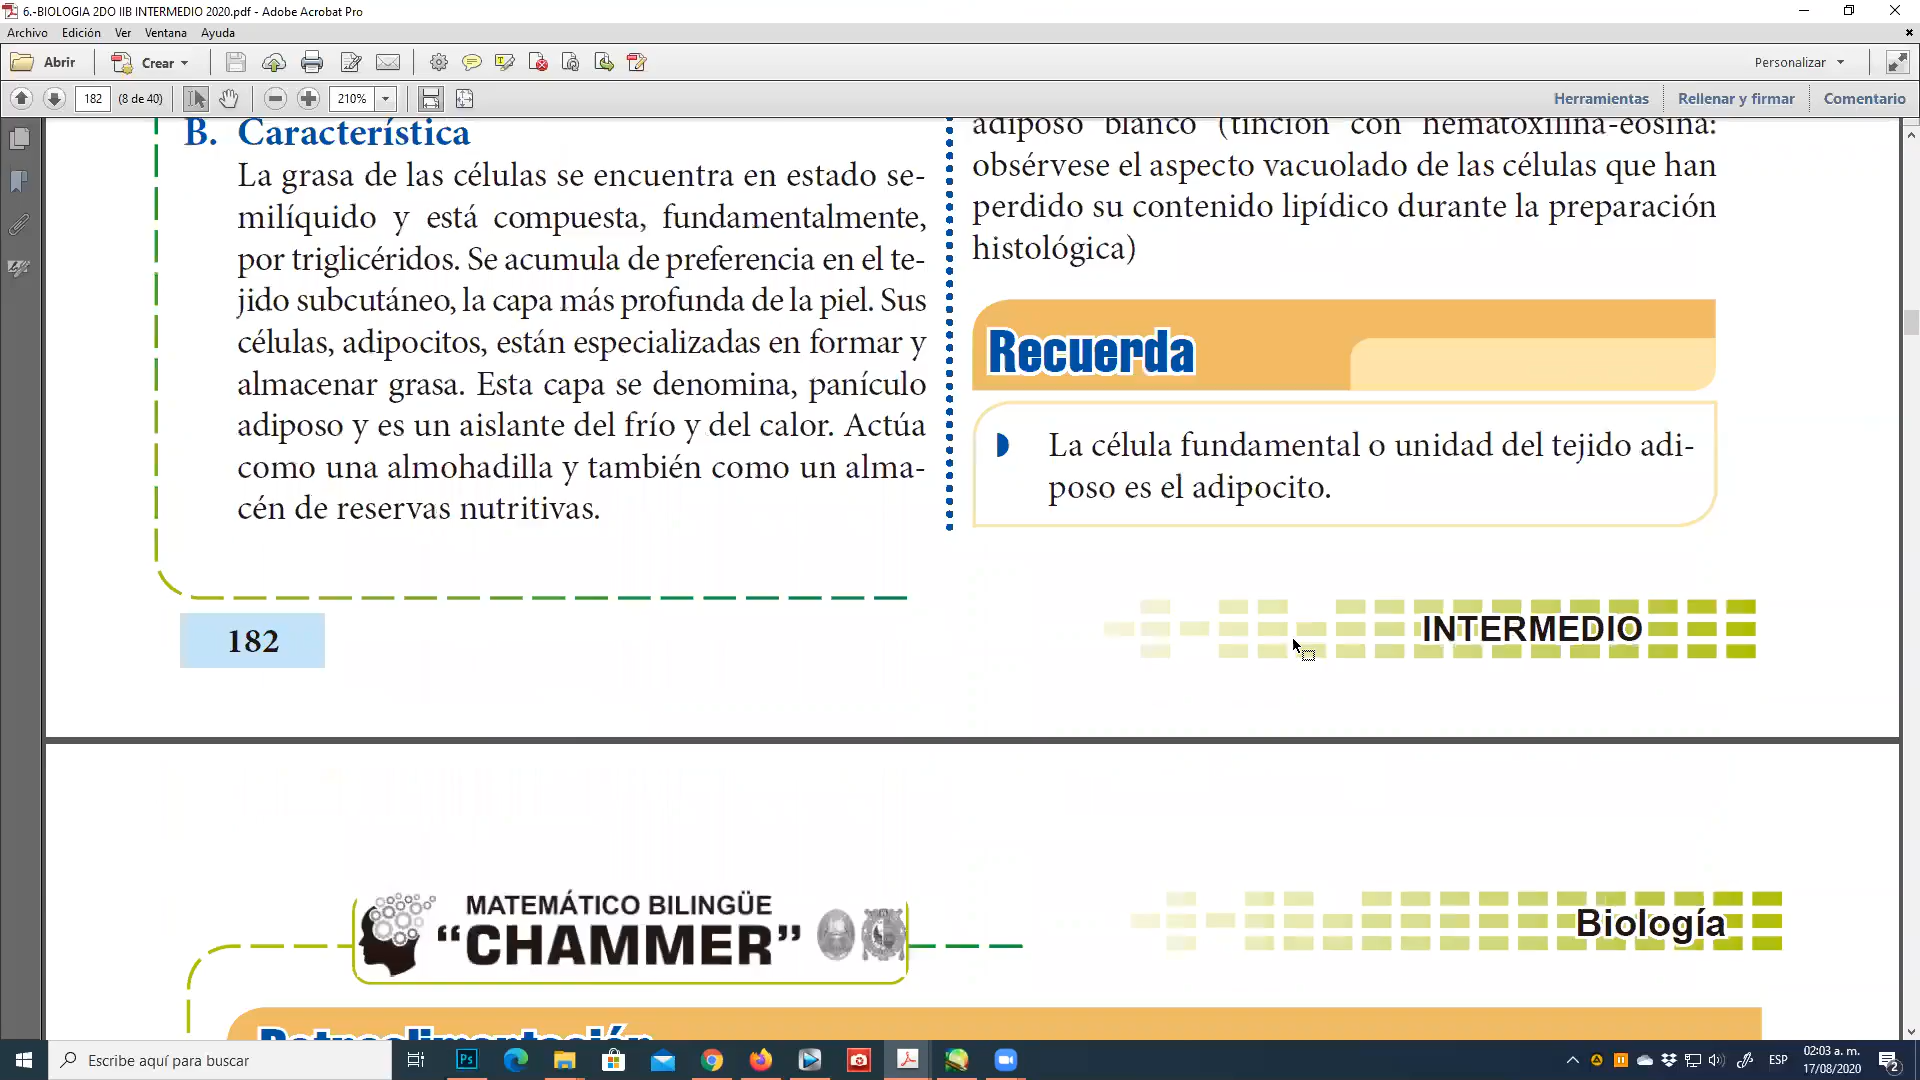 6.-BIOLOGIA 2DO IIB INTERMEDIO 2020.pdf - Adobe Acrobat Pro
Archivo Edición Ver Ventana Ayuda
Abrir Crear Personalizar
182 (8 de 40) 210% Herramientas Rellenar y firmar Comentario
B. Característica
La grasa de las células se encuentra en estado se-
milíquido y está compuesta, fundamentalmente,
por triglicéridos. Se acumula de preferencia en el te-
jido subcutáneo, la capa más profunda de la piel. Sus
células, adipocitos, están especializadas en formar y
almacenar grasa. Esta capa se denomina, panículo
adiposo y es un aislante del frío y del calor. Actúa
como una almohadilla y también como un alma-
cén de reservas nutritivas.
adiposo blanco (tinción con hematoxilina-eosina:
obsérvese el aspecto vacuolado de las células que han
perdido su contenido lipídico durante la preparación
histológica)
Recuerda
La célula fundamental o unidad del tejido adi-
poso es el adipocito.
182
INTERMEDIO
MATEMÁTICO BILINGÜE
“CHAMMER”
Biología
Retroalimentación
Escribe aquí para buscar
Ps
ESP
02:03 a. m.
17/08/2020
2